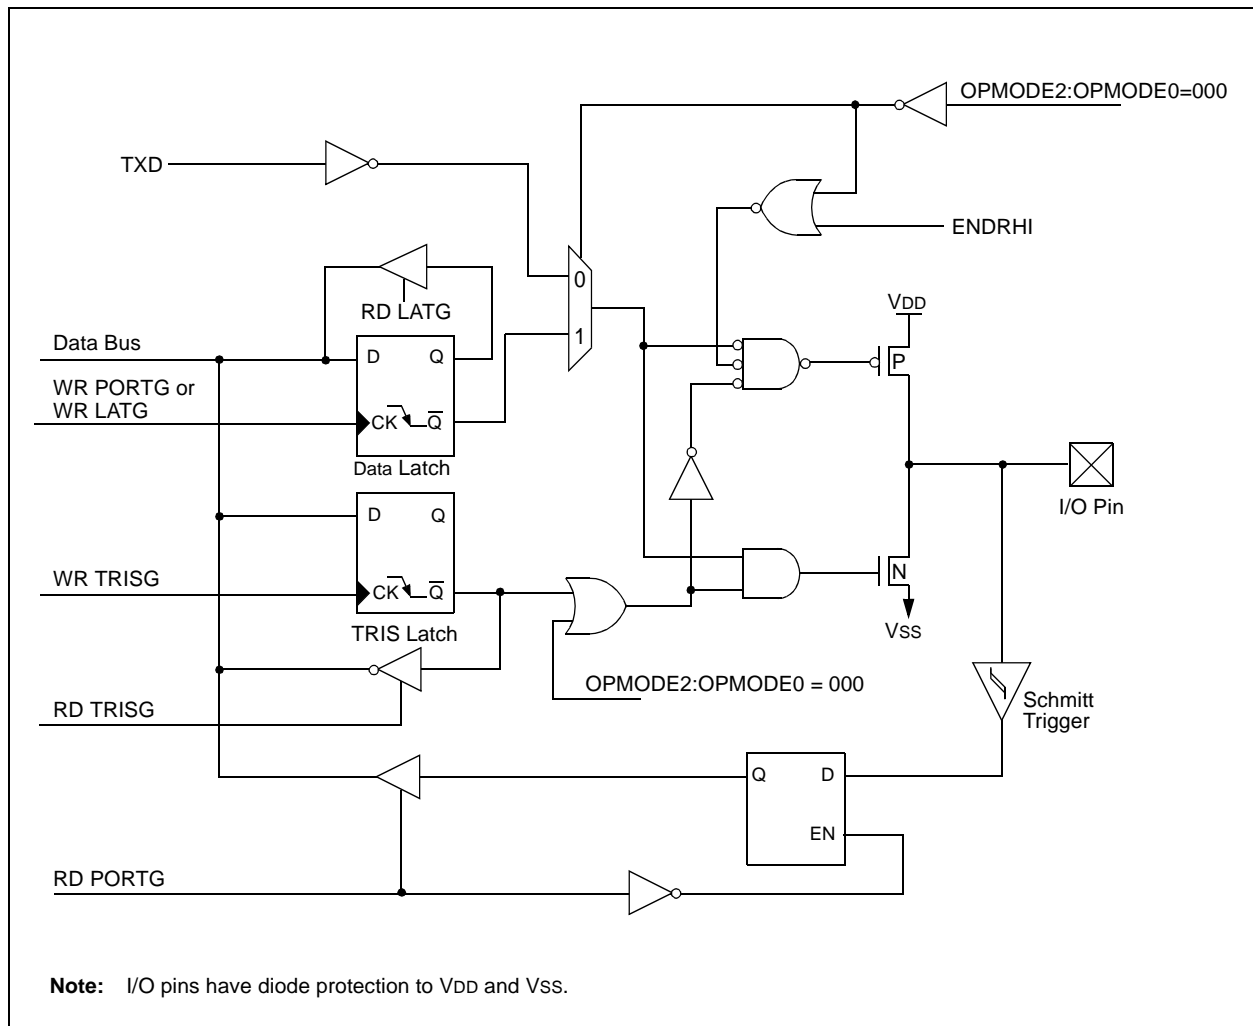 OPMODE2:OPMODE0=000
TXD
ENDRHI
0
1
RD LATG
VDD
P
Data Bus
D Q
WR PORTG or
WR LATG
CK Q̅
Data Latch
I/O Pin
D Q
N
WR TRISG
CK Q̅
VSS
TRIS Latch
OPMODE2:OPMODE0 = 000
RD TRISG
Schmitt
Trigger
Q D
EN
RD PORTG
Note: I/O pins have diode protection to VDD and VSS.